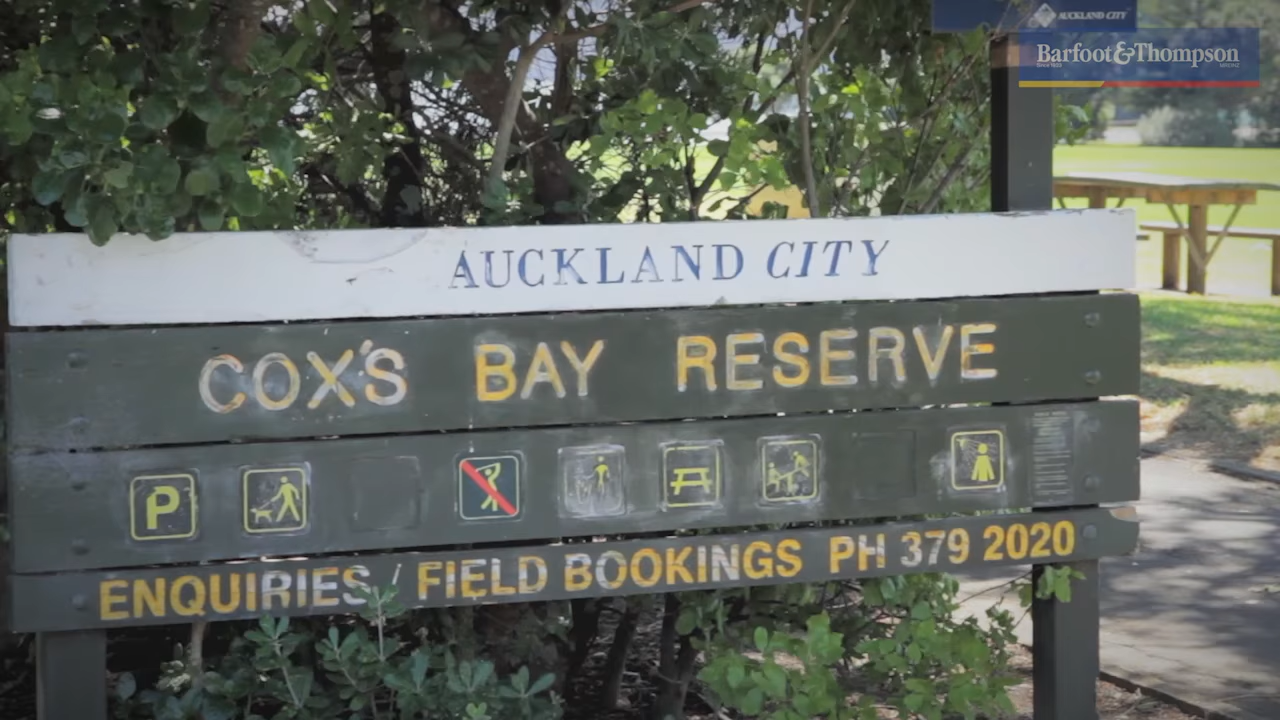 AUCKLAND CITY
Barfoot&Thompson
AUCKLAND CITY
COX'S BAY RESERVE
P
ENQUIRIES / FIELD BOOKINGS PH 379 2020